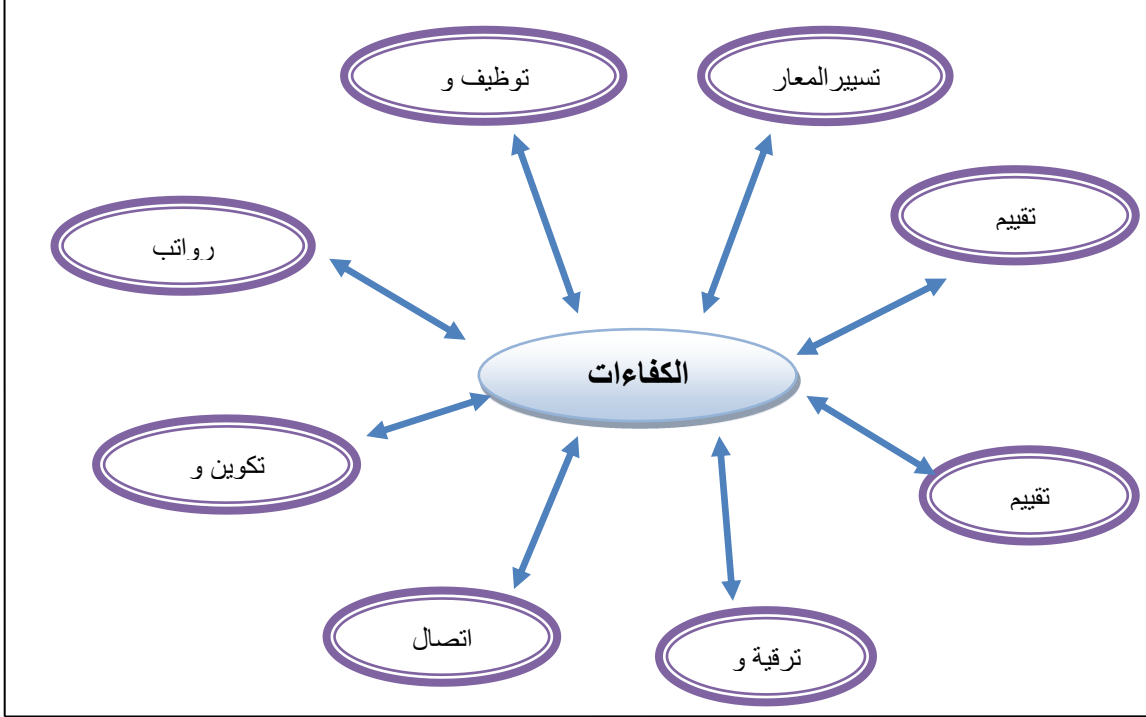 تسيير المعار
توظيف و
تقييم
رواتب
الكفاءات
تكوين و
تقييم
اتصال
ترقية و